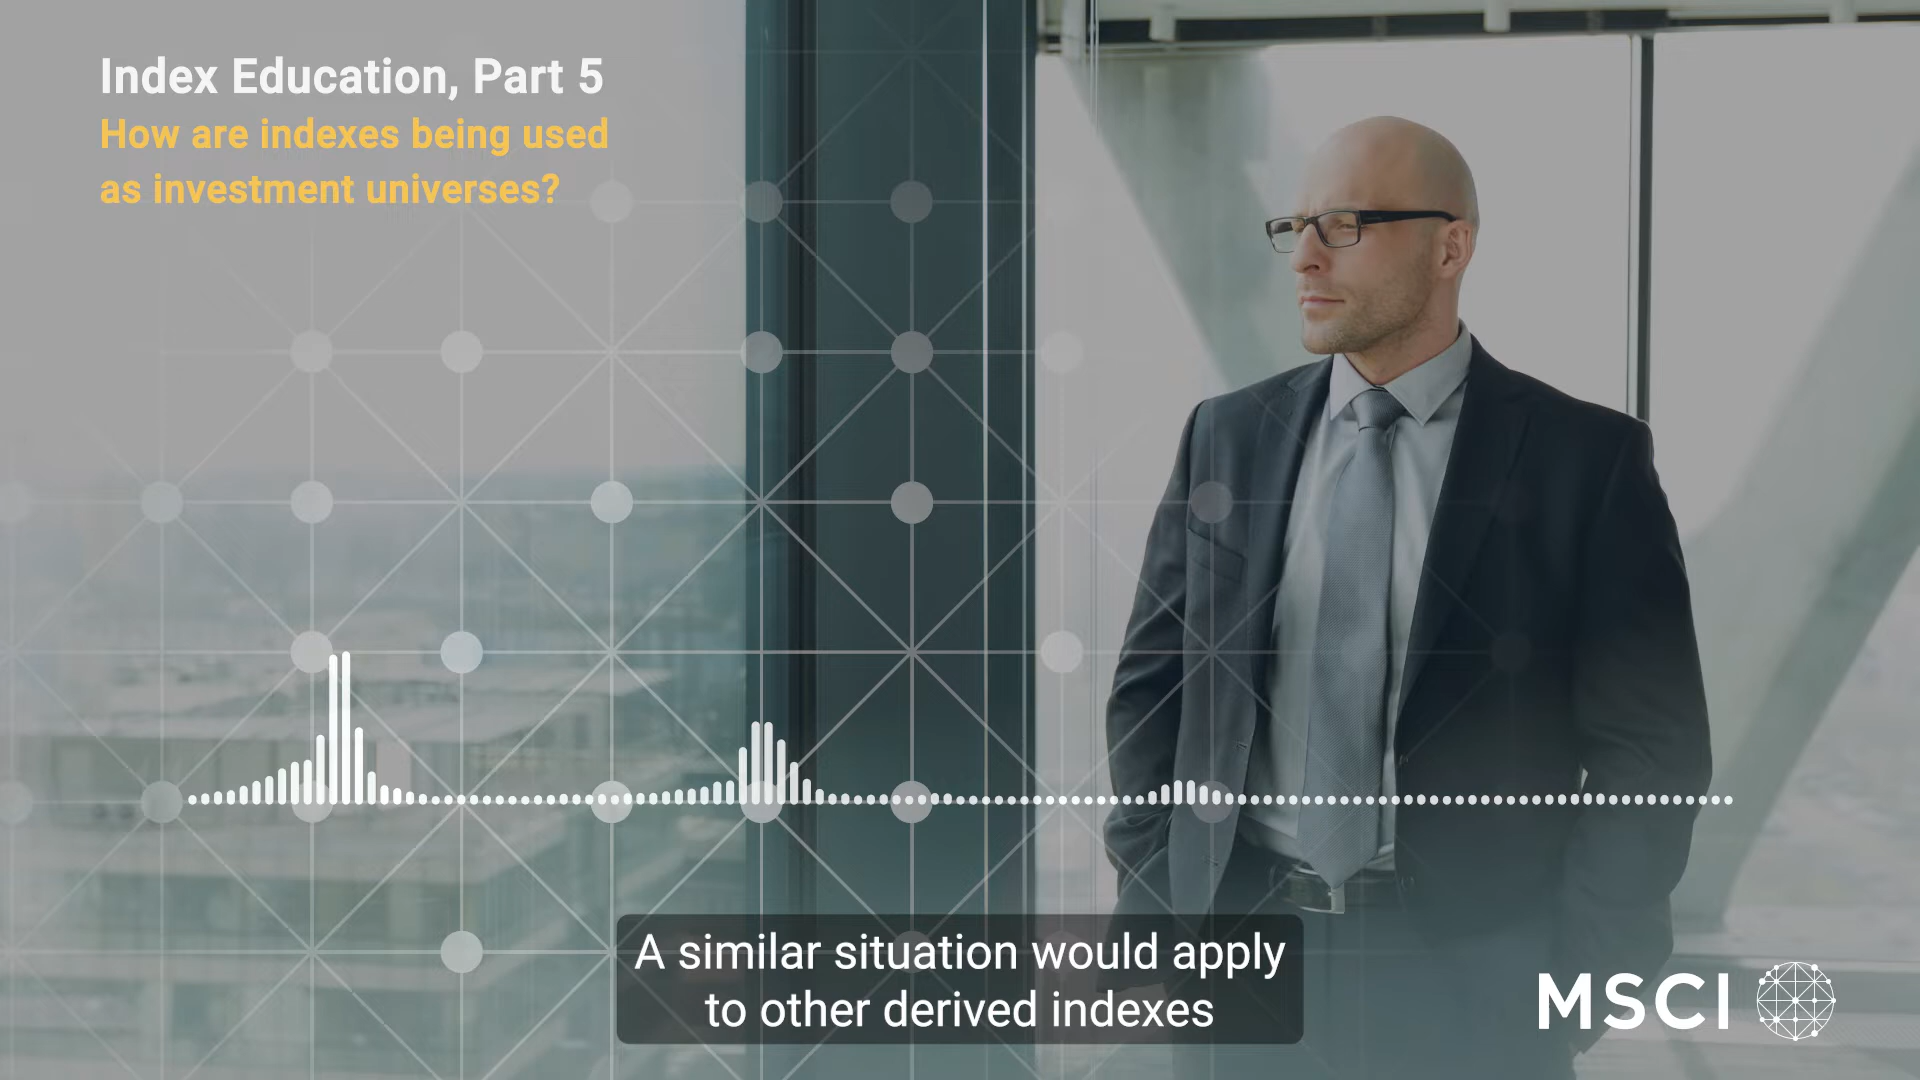 Index Education, Part 5
How are indexes being used
as investment universes?
A similar situation would apply
to other derived indexes
MSCI